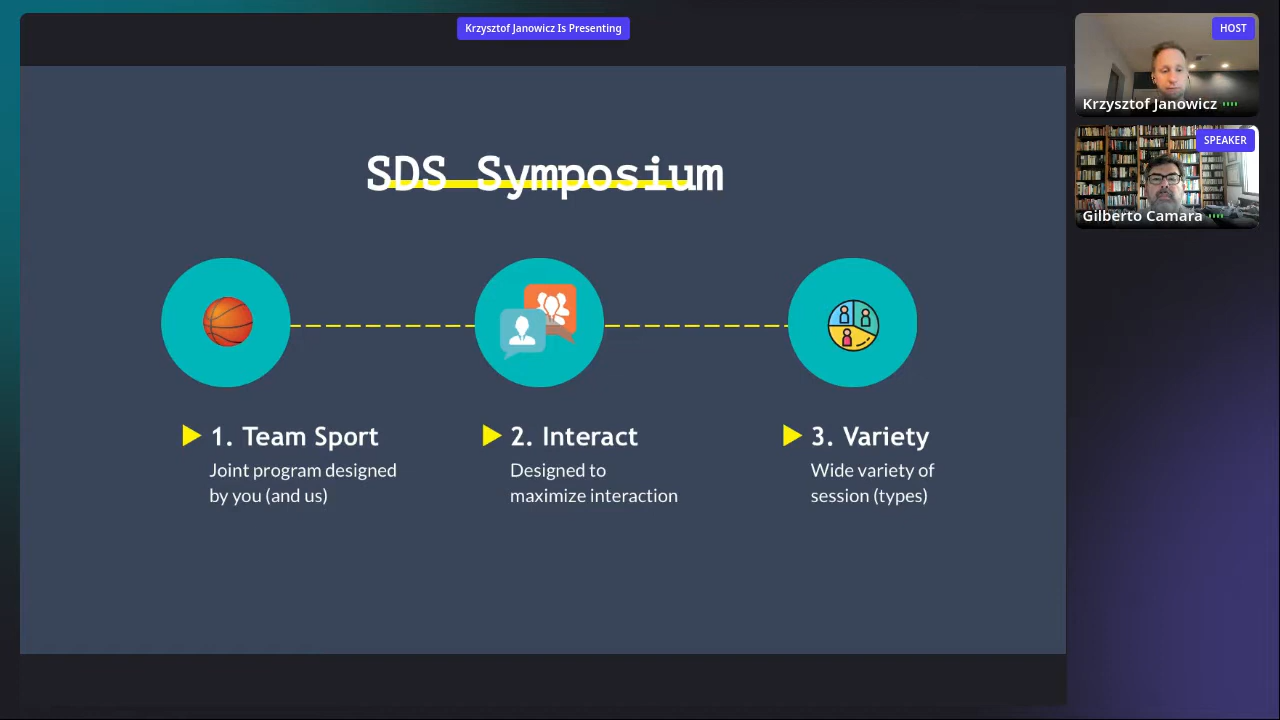 Krzysztof Janowicz Is Presenting
HOST
Krzysztof Janowicz
SPEAKER
Gilberto Camara
SDS Symposium
1. Team Sport
Joint program designed
by you (and us)
2. Interact
Designed to
maximize interaction
3. Variety
Wide variety of
session (types)